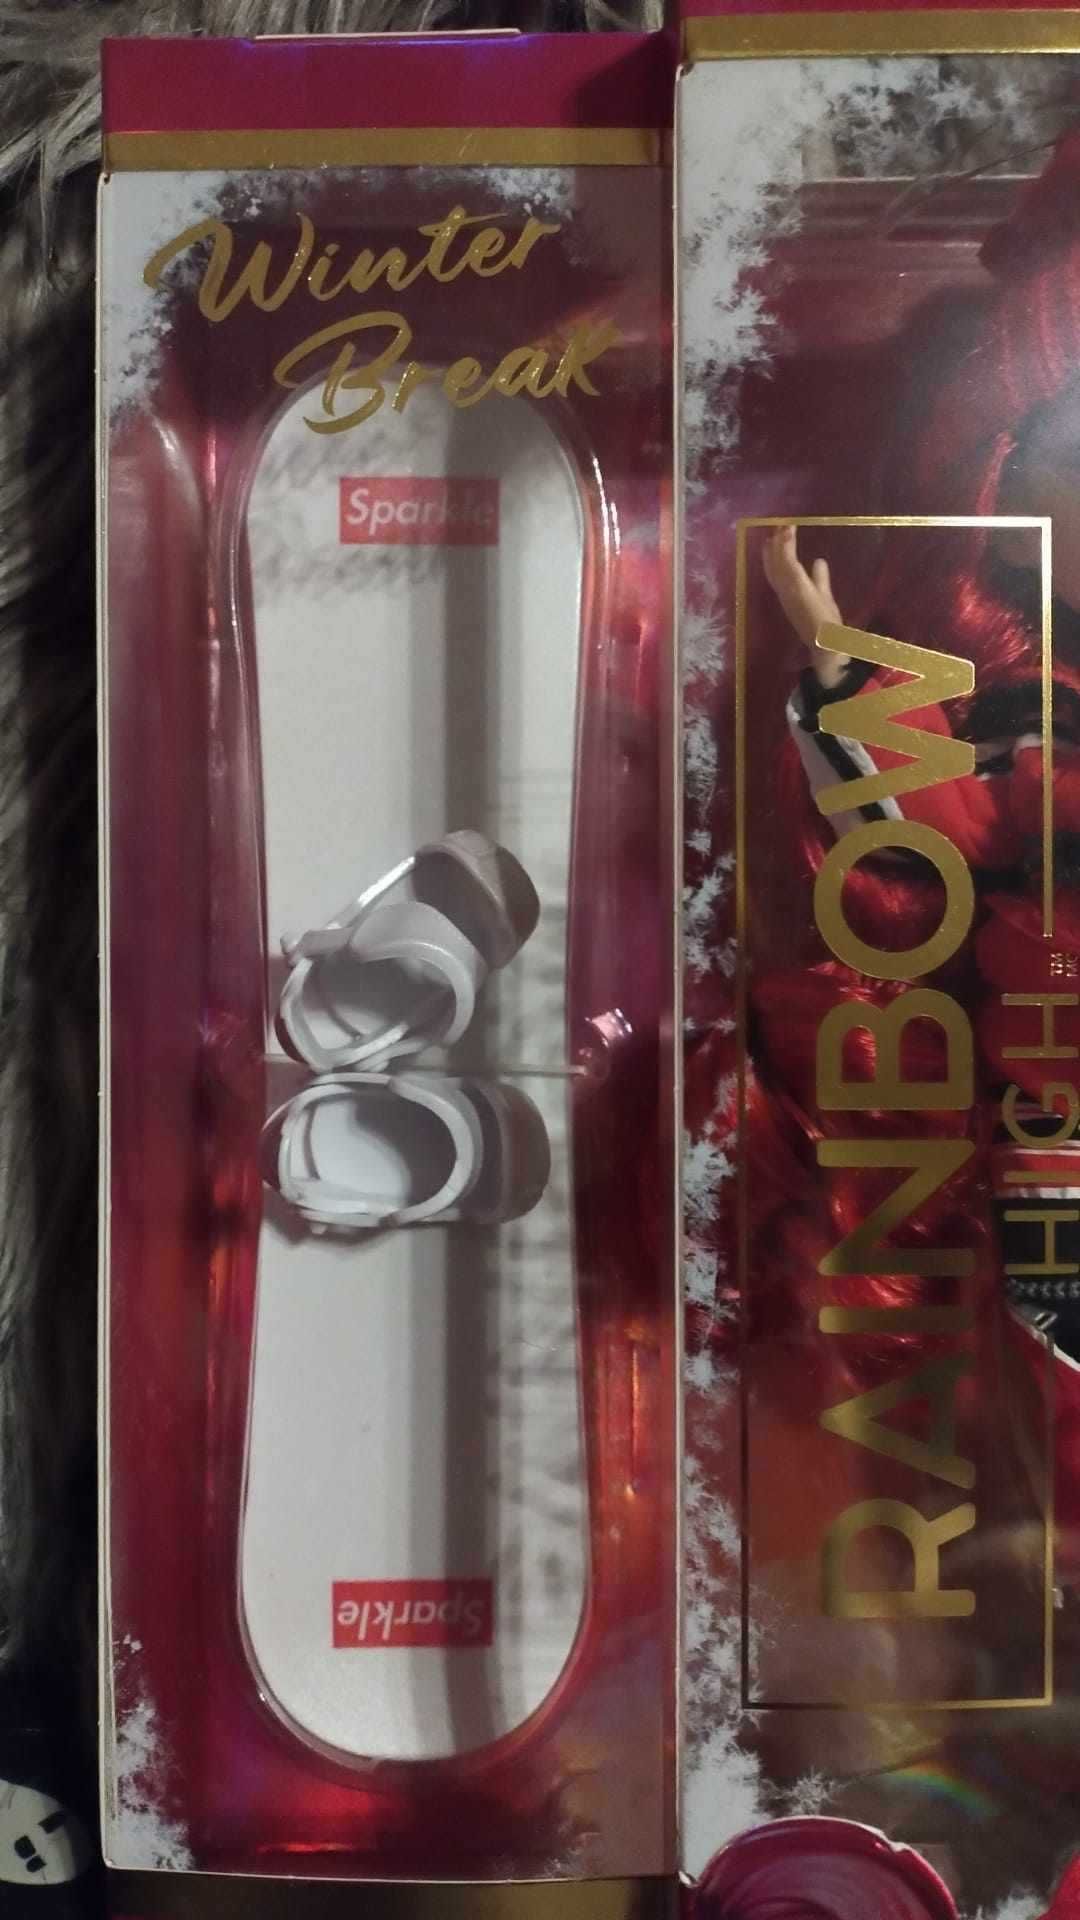 Winter
Break
Sparkle
Sparkle
RAINBOW
HIGH
TM
MC